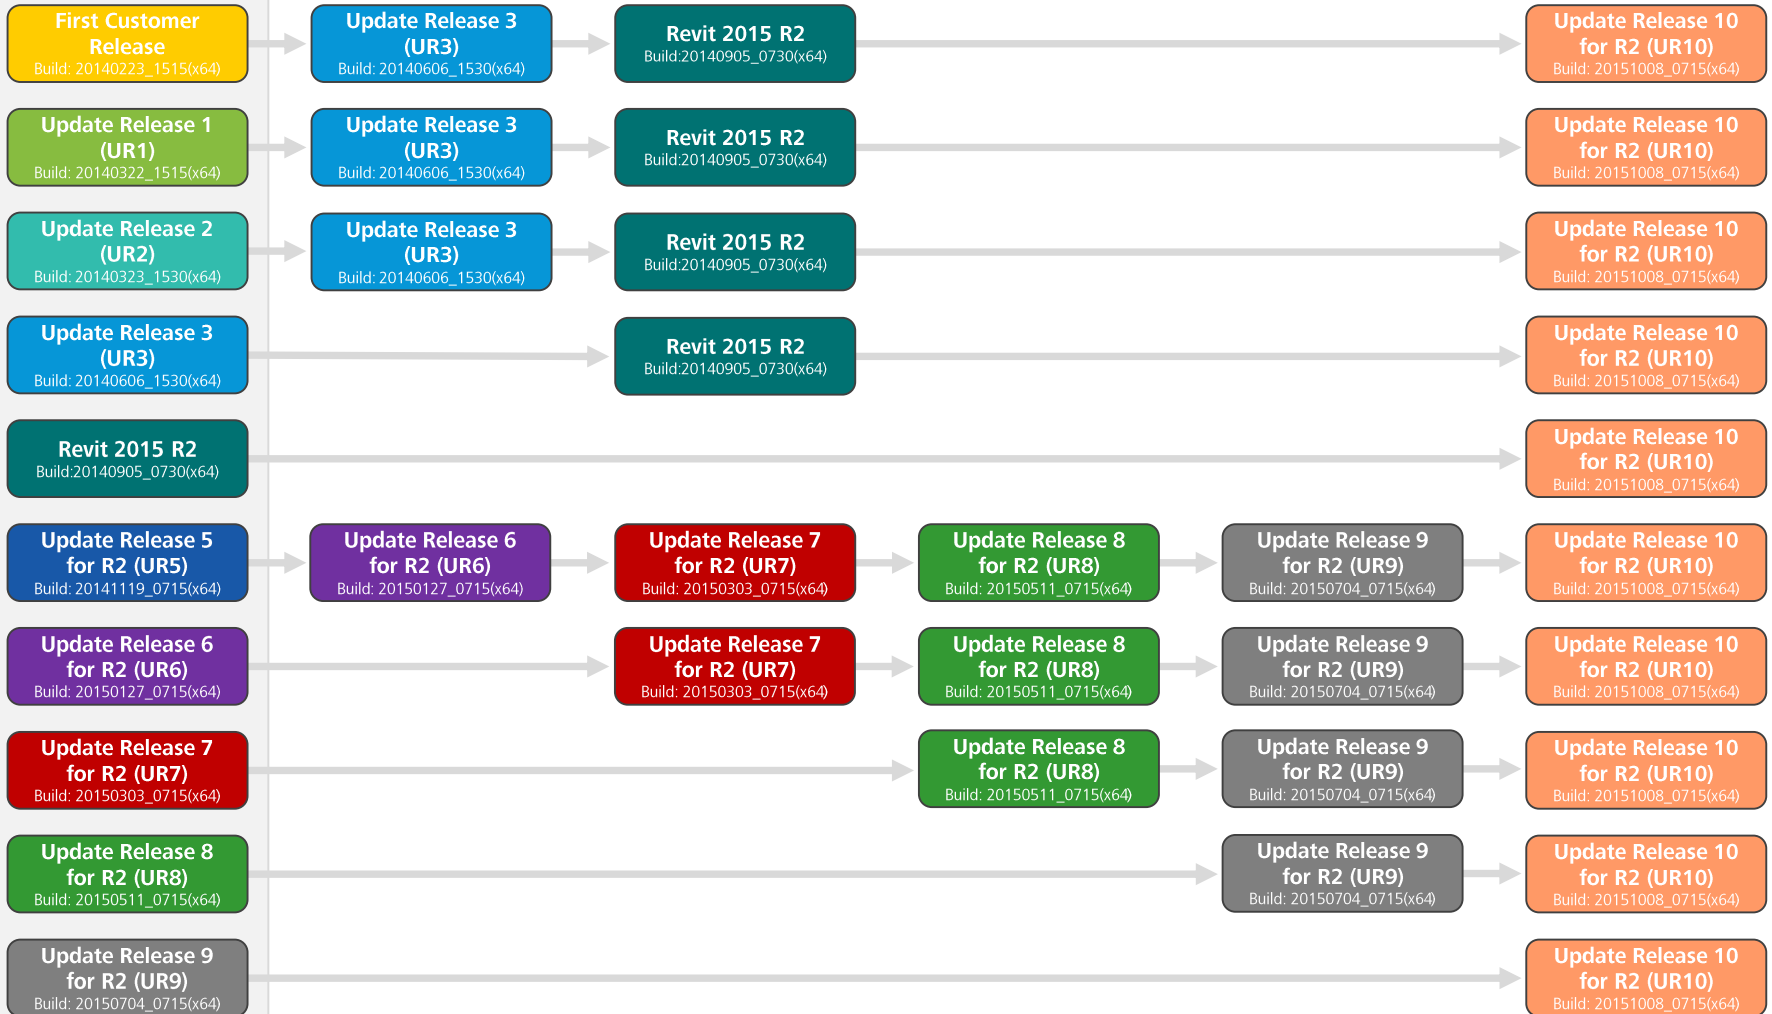 First Customer
Release
Build: 20140223_1515(x64)
Update Release 3
(UR3)
Build: 20140606_1530(x64)
Revit 2015 R2
Build:20140905_0730(x64)
Update Release 10
for R2 (UR10)
Build: 20151008_0715(x64)
Update Release 1
(UR1)
Build: 20140322_1515(x64)
Update Release 3
(UR3)
Build: 20140606_1530(x64)
Revit 2015 R2
Build:20140905_0730(x64)
Update Release 10
for R2 (UR10)
Build: 20151008_0715(x64)
Update Release 2
(UR2)
Build: 20140323_1530(x64)
Update Release 3
(UR3)
Build: 20140606_1530(x64)
Revit 2015 R2
Build:20140905_0730(x64)
Update Release 10
for R2 (UR10)
Build: 20151008_0715(x64)
Update Release 3
(UR3)
Build: 20140606_1530(x64)
Revit 2015 R2
Build:20140905_0730(x64)
Update Release 10
for R2 (UR10)
Build: 20151008_0715(x64)
Revit 2015 R2
Build:20140905_0730(x64)
Update Release 10
for R2 (UR10)
Build: 20151008_0715(x64)
Update Release 5
for R2 (UR5)
Build: 20141119_0715(x64)
Update Release 6
for R2 (UR6)
Build: 20150127_0715(x64)
Update Release 7
for R2 (UR7)
Build: 20150303_0715(x64)
Update Release 8
for R2 (UR8)
Build: 20150511_0715(x64)
Update Release 9
for R2 (UR9)
Build: 20150704_0715(x64)
Update Release 10
for R2 (UR10)
Build: 20151008_0715(x64)
Update Release 6
for R2 (UR6)
Build: 20150127_0715(x64)
Update Release 7
for R2 (UR7)
Build: 20150303_0715(x64)
Update Release 8
for R2 (UR8)
Build: 20150511_0715(x64)
Update Release 9
for R2 (UR9)
Build: 20150704_0715(x64)
Update Release 10
for R2 (UR10)
Build: 20151008_0715(x64)
Update Release 7
for R2 (UR7)
Build: 20150303_0715(x64)
Update Release 8
for R2 (UR8)
Build: 20150511_0715(x64)
Update Release 9
for R2 (UR9)
Build: 20150704_0715(x64)
Update Release 10
for R2 (UR10)
Build: 20151008_0715(x64)
Update Release 8
for R2 (UR8)
Build: 20150511_0715(x64)
Update Release 9
for R2 (UR9)
Build: 20150704_0715(x64)
Update Release 10
for R2 (UR10)
Build: 20151008_0715(x64)
Update Release 9
for R2 (UR9)
Build: 20150704_0715(x64)
Update Release 10
for R2 (UR10)
Build: 20151008_0715(x64)